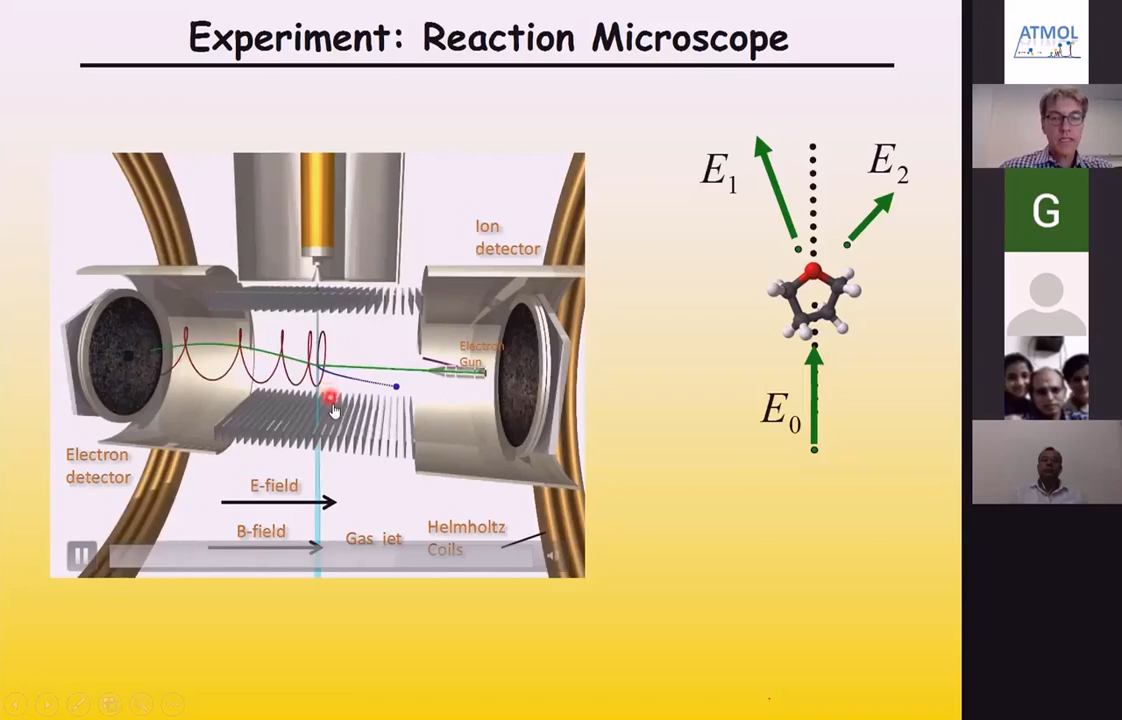 Experiment: Reaction Microscope
ATMOL
E₁
E₂
Ion
detector
Electron
Gun
G
E₀
Electron
detector
E-field
B-field
Gas jet
Helmholtz
Coils